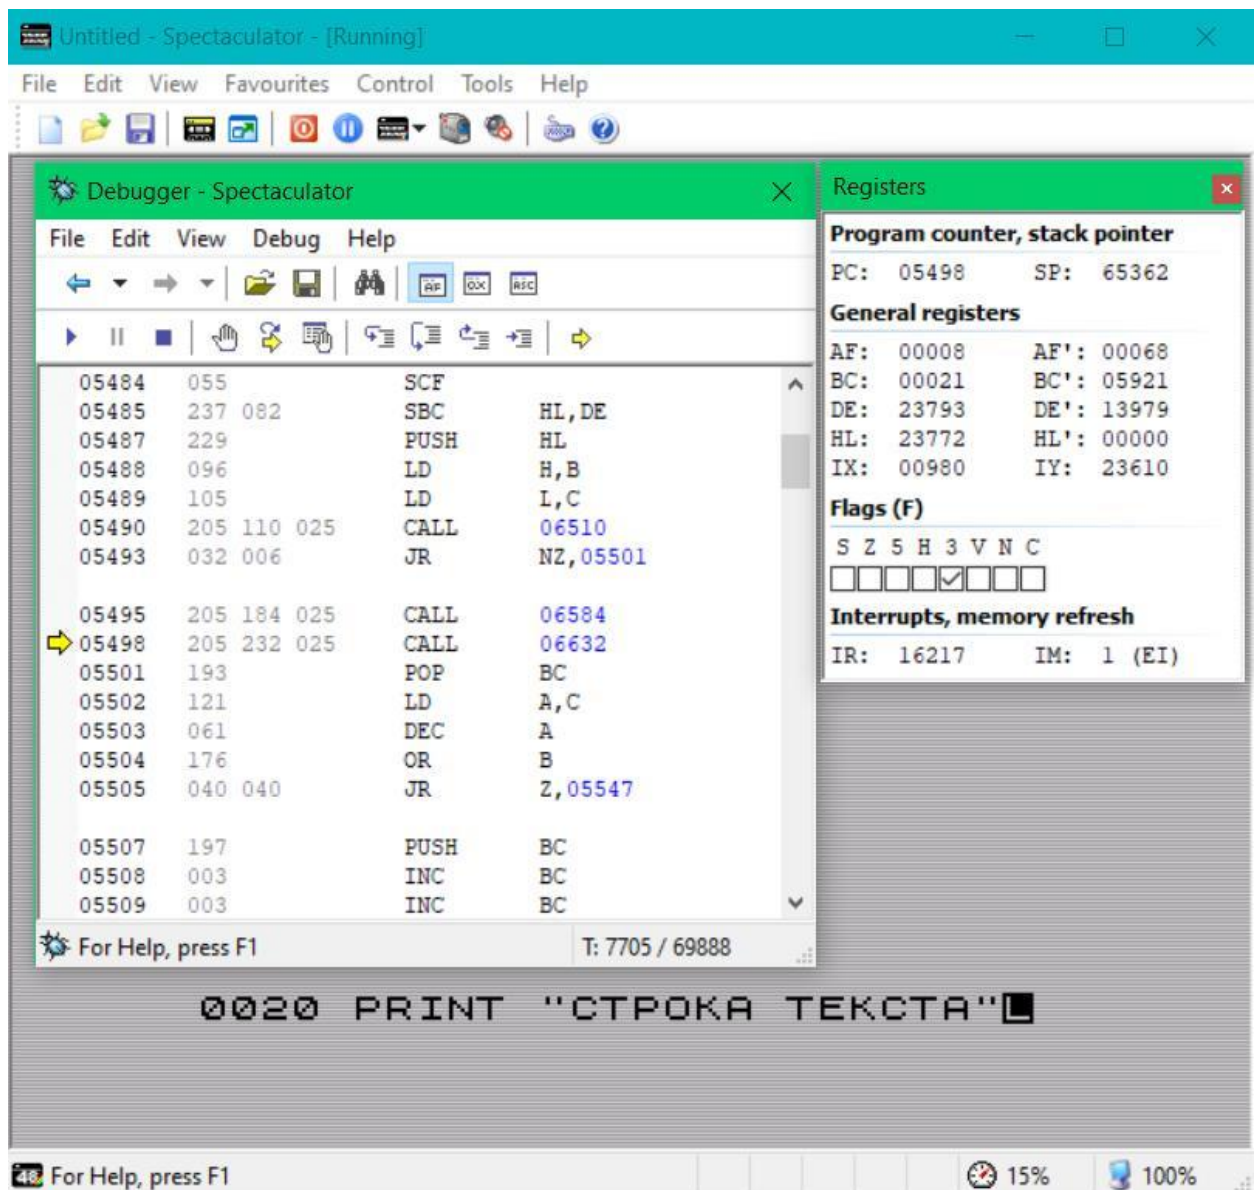 Untitled - Spectaculator - [Running]
File Edit View Favourites Control Tools Help
Debugger - Spectaculator
File Edit View Debug Help
05484 055 SCF
05485 237 082 SBC HL,DE
05487 229 PUSH HL
05488 096 LD H,B
05489 105 LD L,C
05490 205 110 025 CALL 06510
05493 032 006 JR NZ,05501
05495 205 184 025 CALL 06584
05498 205 232 025 CALL 06632
05501 193 POP BC
05502 121 LD A,C
05503 061 DEC A
05504 176 OR B
05505 040 040 JR Z,05547
05507 197 PUSH BC
05508 003 INC BC
05509 003 INC BC
For Help, press F1 T: 7705 / 69888
Registers
Program counter, stack pointer
PC: 05498 SP: 65362
General registers
AF: 00008 AF': 00068
BC: 00021 BC': 05921
DE: 23793 DE': 13979
HL: 23772 HL': 00000
IX: 00980 IY: 23610
Flags (F)
S Z 5 H 3 V N C
Interrupts, memory refresh
IR: 16217 IM: 1 (EI)
0020 PRINT "СТРОКА ТЕКСТА"L
For Help, press F1 15% 100%